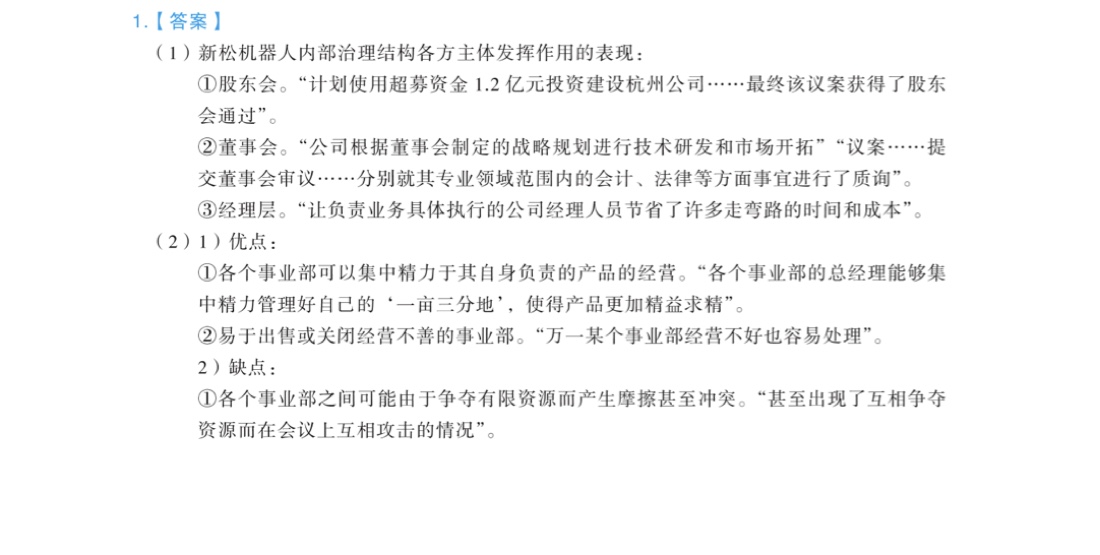 1.【答案】
（1）新松机器人内部治理结构各方主体发挥作用的表现：
①股东会。“计划使用超募资金 1.2 亿元投资建设杭州公司……最终该议案获得了股东
会通过”。
②董事会。“公司根据董事会制定的战略规划进行技术研发和市场开拓”“议案……提
交董事会审议……分别就其专业领域范围内的会计、法律等方面事宜进行了质询”。
③经理层。“让负责业务具体执行的公司经理人员节省了许多走弯路的时间和成本”。
（2）1）优点：
①各个事业部可以集中精力于其自身负责的产品的经营。“各个事业部的总经理能够集
中精力管理好自己的‘一亩三分地’，使得产品更加精益求精”。
②易于出售或关闭经营不善的事业部。“万一某个事业部经营不好也容易处理”。
2）缺点：
①各个事业部之间可能由于争夺有限资源而产生摩擦甚至冲突。“甚至出现了互相争夺
资源而在会议上互相攻击的情况”。